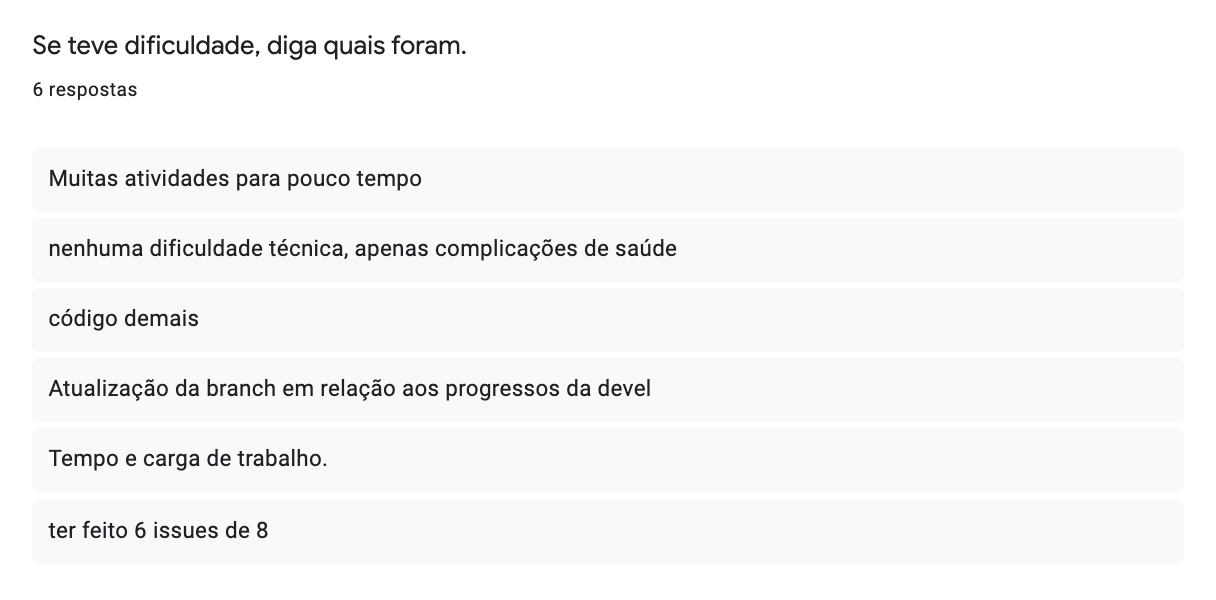 Se teve dificuldade, diga quais foram.
6 respostas
Muitas atividades para pouco tempo
nenhuma dificuldade técnica, apenas complicações de saúde
código demais
Atualização da branch em relação aos progressos da devel
Tempo e carga de trabalho.
ter feito 6 issues de 8